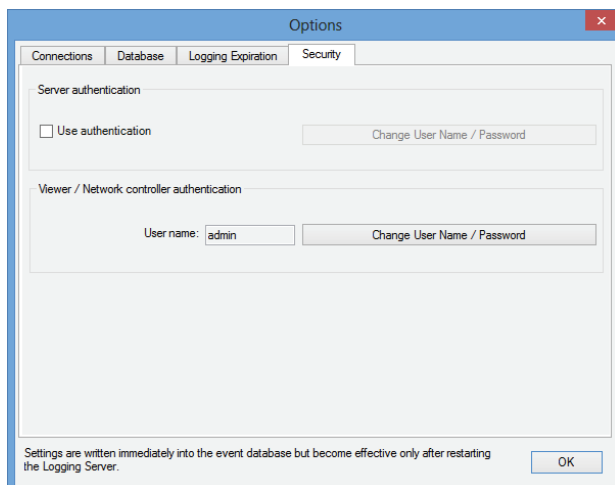 Options
Connections Database Logging Expiration Security
Server authentication
Use authentication Change User Name / Password
Viewer / Network controller authentication
User name: admin Change User Name / Password
Settings are written immediately into the event database but become effective only after restarting
the Logging Server.
OK